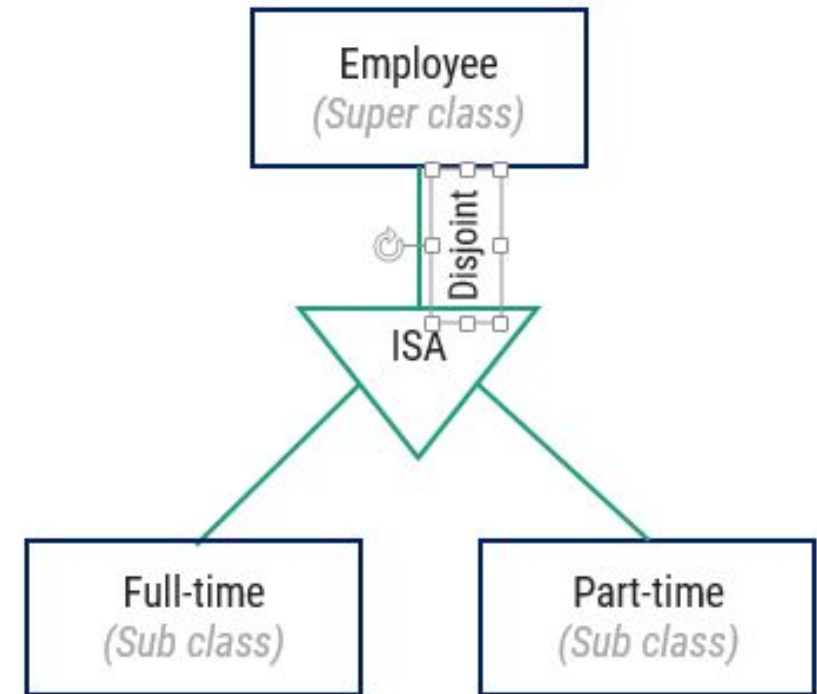 Employee
(Super class)
Disjoint
ISA
Full-time
(Sub class)
Part-time
(Sub class)